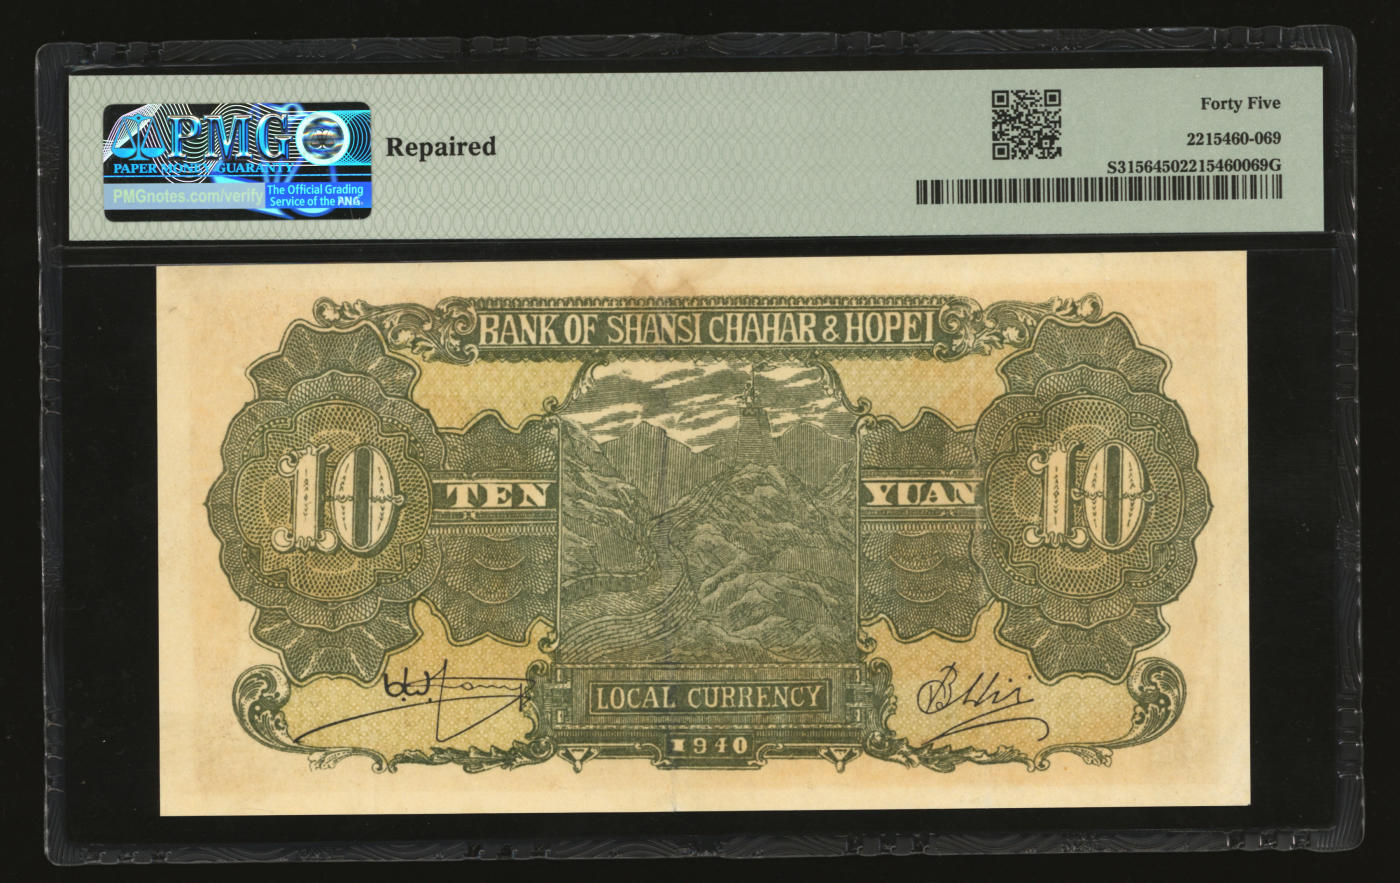 PMG
PAPER MONEY GUARANTY
PMGnotes.com/verify
The Official Grading
Service of the PNG.
Repaired
Forty Five
2215460-069
S31564502215460069G
BANK OF SHANSI CHAHAR & HOPEI
10
TEN
YUAN
10
LOCAL CURRENCY
1940